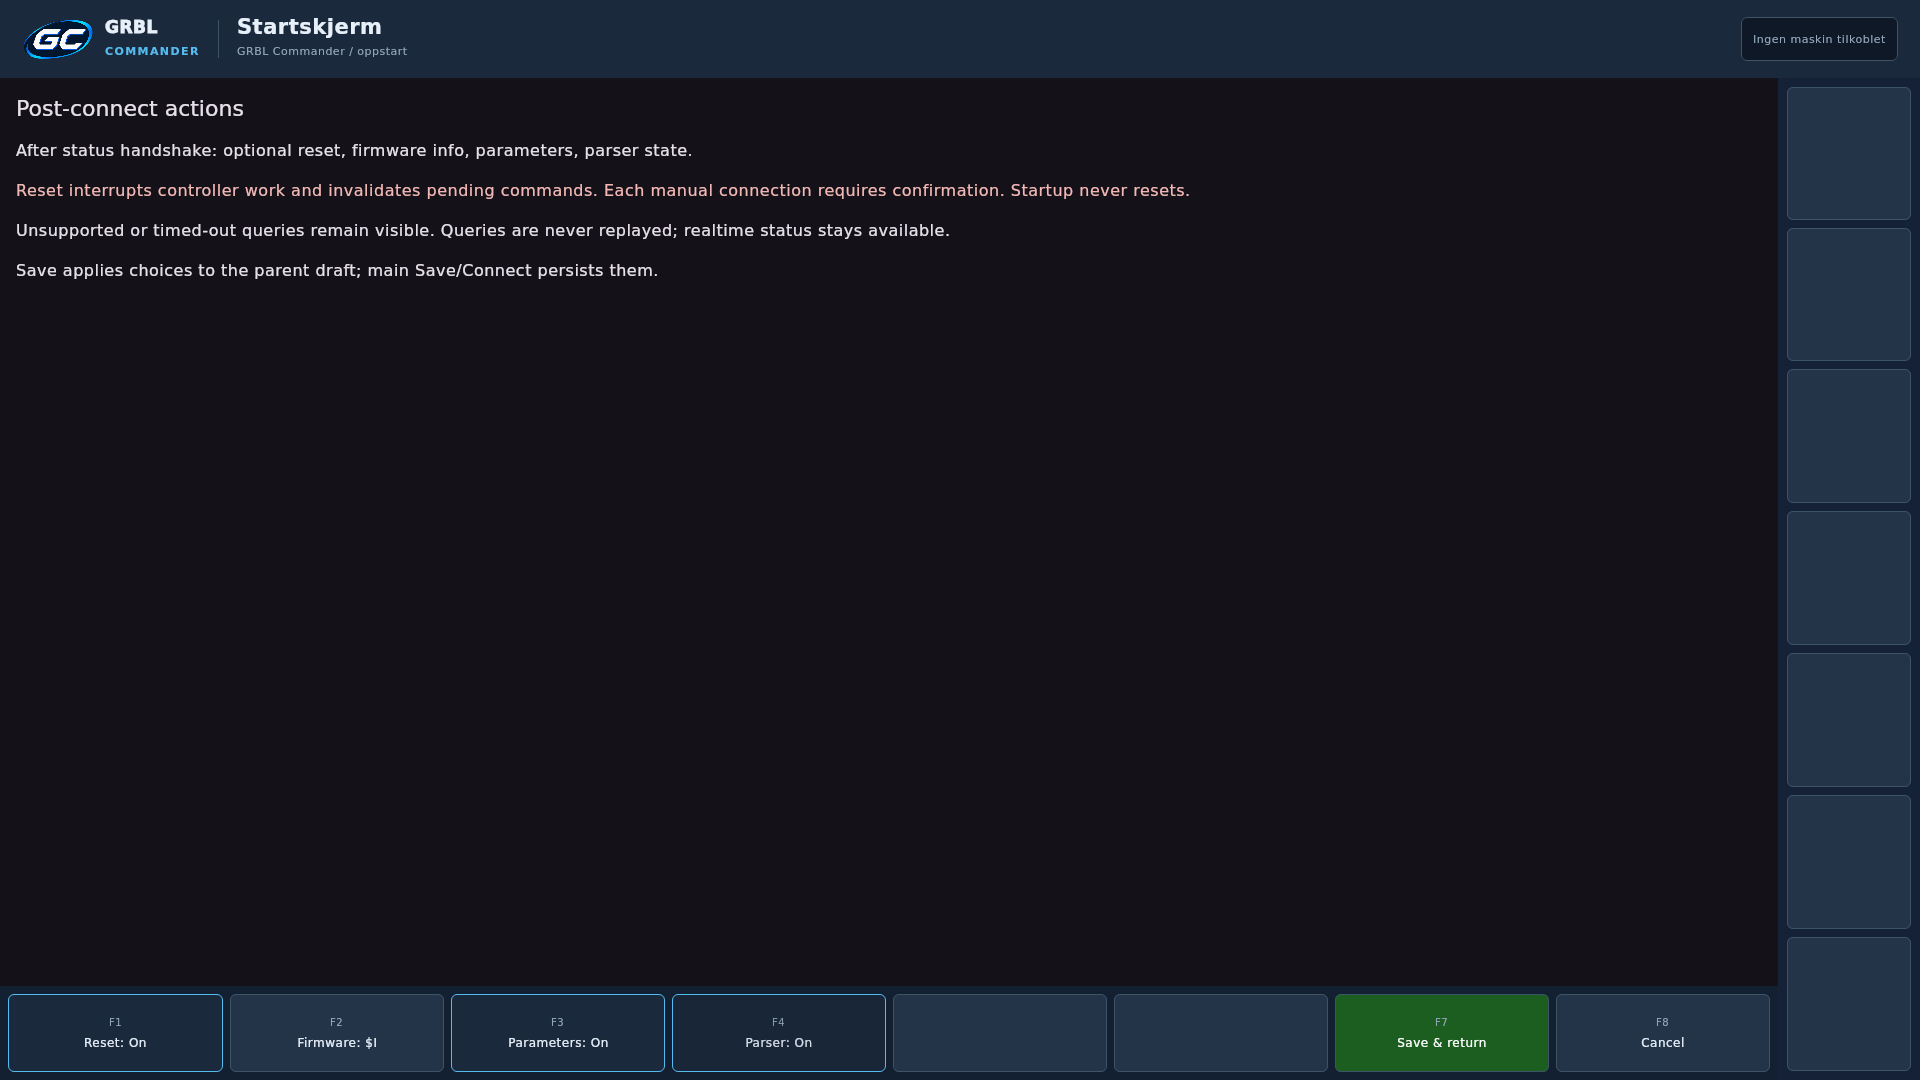 GC
GRBL
COMMANDER
Startskjerm
GRBL Commander / oppstart
Ingen maskin tilkoblet
Post-connect actions
After status handshake: optional reset, firmware info, parameters, parser state.
Reset interrupts controller work and invalidates pending commands. Each manual connection requires confirmation. Startup never resets.
Unsupported or timed-out queries remain visible. Queries are never replayed; realtime status stays available.
Save applies choices to the parent draft; main Save/Connect persists them.
F1
Reset: On
F2
Firmware: $I
F3
Parameters: On
F4
Parser: On
F7
Save & return
F8
Cancel